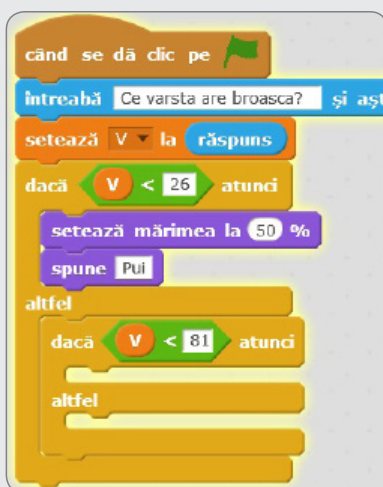 când se dă clic pe
întreabă Ce varsta are broasca? și așt
setează V la răspuns
dacă V < 26 atunci
setează mărimea la 50 %
spune Pui
altfel
dacă V < 81 atunci
altfel